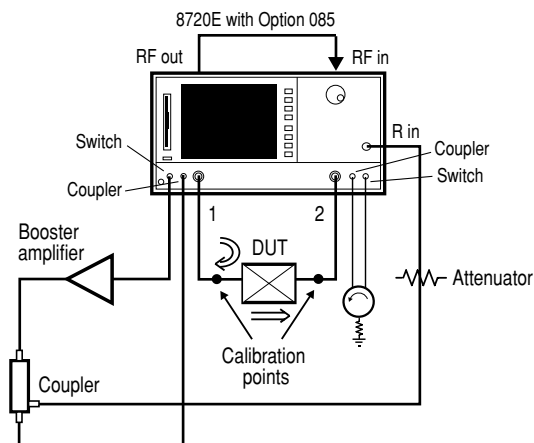 8720E with Option 085
RF out
RF in
R in
Switch
Coupler
Coupler
Switch
1
2
Booster
amplifier
DUT
Attenuator
Calibration
points
Coupler